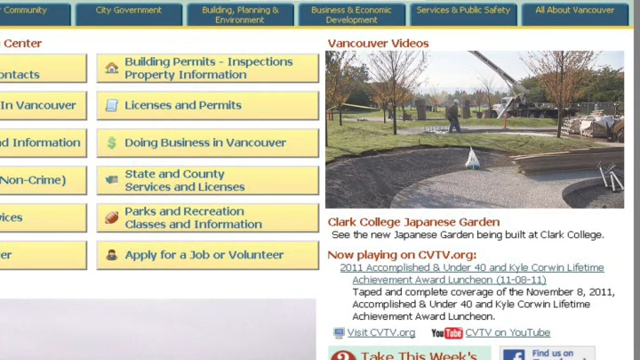 Community
City Government
Building, Planning &
Environment
Business & Economic
Development
Services & Public Safety
All About Vancouver
Center
Vancouver Videos
Building Permits - Inspections
Property Information
In Vancouver
Licenses and Permits
Information
Doing Business in Vancouver
Non-Crime)
State and County
Services and Licenses
Parks and Recreation
Classes and Information
Apply for a Job or Volunteer
Clark College Japanese Garden
See the new Japanese Garden being built at Clark College.
Now playing on CVTV.org:
2011 Accomplished & Under 40 and Kyle Corwin Lifetime
Achievement Award Luncheon (11-08-11)
Taped and complete coverage of the November 8, 2011,
Accomplished & Under 40 and Kyle Corwin Lifetime
Achievement Award Luncheon.
Visit CVTV.org
YouTube CVTV on YouTube
Take This Week's
Find us on